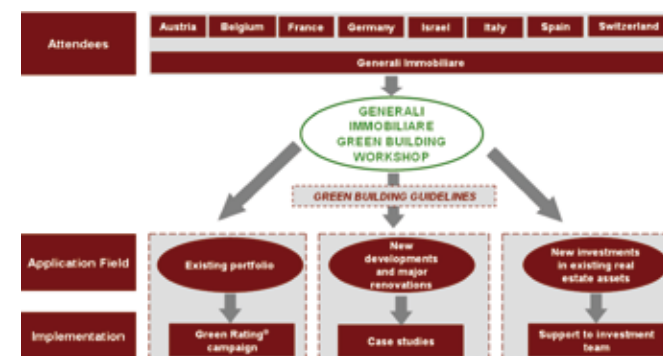 Attendees
Austria Belgium France Germany Israel Italy Spain Switzerland
Generali Immobiliare
GENERALI
IMMOBILIARE
GREEN BUILDING
WORKSHOP
GREEN BUILDING GUIDELINES
Application Field
Existing portfolio
New
developments
and major
renovations
New investments
in existing real
estate assets
Implementation
Green Rating®
campaign
Case studies
Support to investment
team